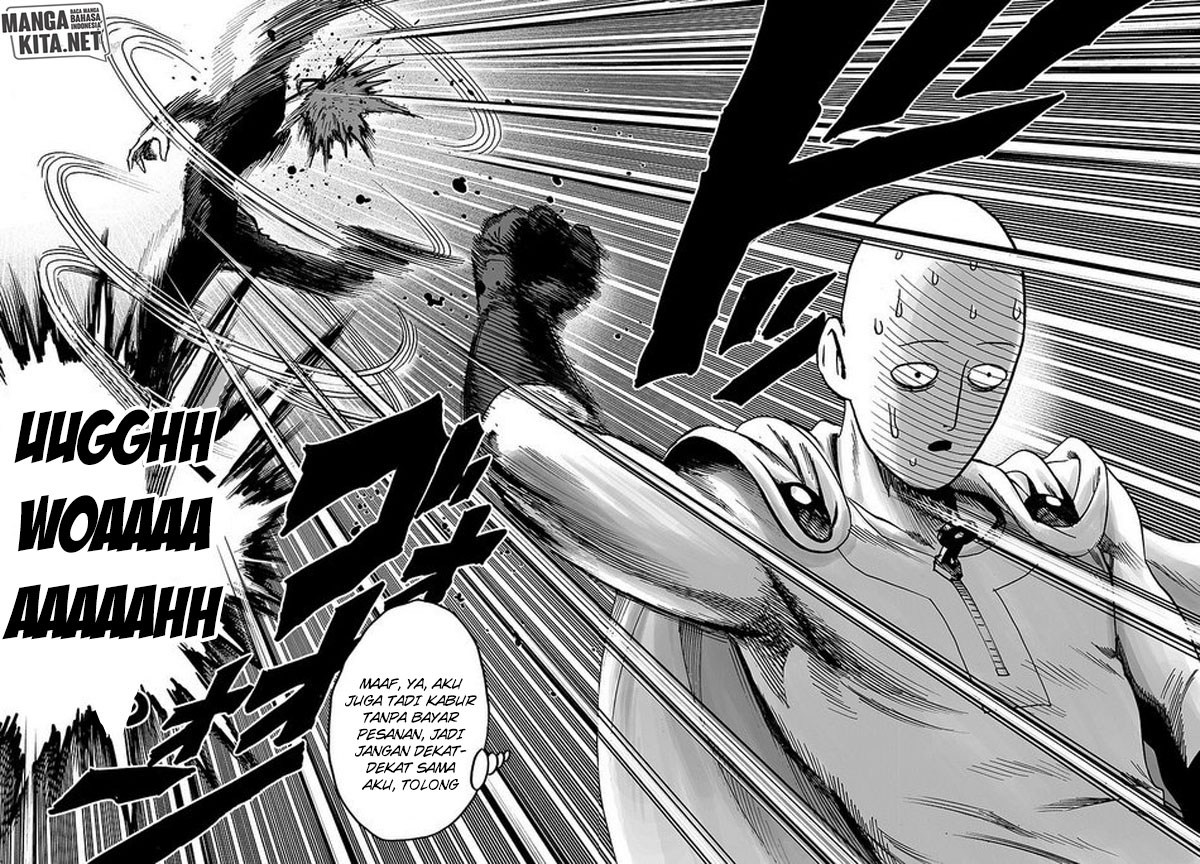 MANGA
BACA MANGA
BAHASA
INDONESIA
KITA.NET
UUGGHH
WOAAAA
AAAAAHH
MAAF, YA, AKU
JUGA TADI KABUR
TANPA BAYAR
PESANAN, JADI
JANGAN DEKAT-
DEKAT SAMA
AKU, TOLONG